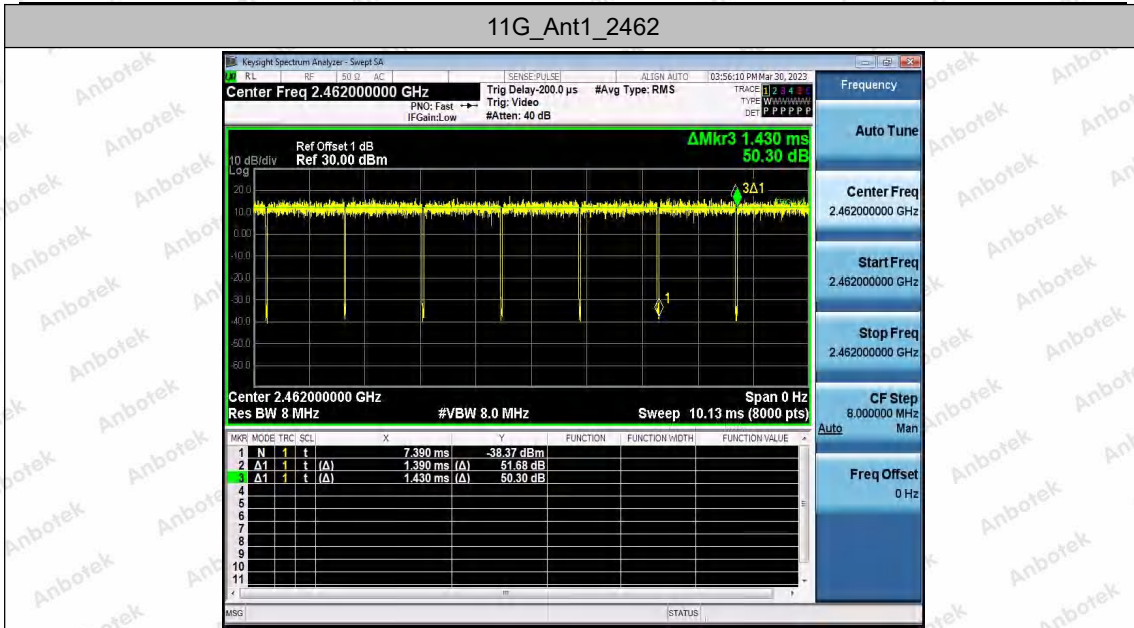 11G_Ant1_2462
Keysight Spectrum Analyzer - Swept SA
RL RF 50 Ω AC SENSE:PULSE ALIGN AUTO 03:56:10 PM Mar 30, 2023
Center Freq 2.462000000 GHz
PNO: Fast
IFGain:Low
Trig Delay-200.0 µs
Trig: Video
#Atten: 40 dB
#Avg Type: RMS
TRACE 1 2 3 4 5 6
TYPE WWWWWW
DET P P P P P P
ΔMkr3 1.430 ms
50.30 dB
Ref Offset 1 dB
10 dB/div Ref 30.00 dBm
Log
20.0
10.0
0.00
-10.0
-20.0
-30.0
-40.0
-50.0
-60.0
3Δ1
1
Center 2.462000000 GHz Span 0 Hz
Res BW 8 MHz #VBW 8.0 MHz Sweep 10.13 ms (8000 pts)
MKR MODE TRC SCL X Y FUNCTION FUNCTION WIDTH FUNCTION VALUE
1 N 1 t 7.390 ms -38.37 dBm
2 Δ1 1 t (Δ) 1.390 ms (Δ) 51.68 dB
3 Δ1 1 t (Δ) 1.430 ms (Δ) 50.30 dB
4
5
6
7
8
9
10
11
MSG STATUS
Frequency
Auto Tune
Center Freq
2.462000000 GHz
Start Freq
2.462000000 GHz
Stop Freq
2.462000000 GHz
CF Step
8.000000 MHz
Auto Man
Freq Offset
0 Hz
Anbotek